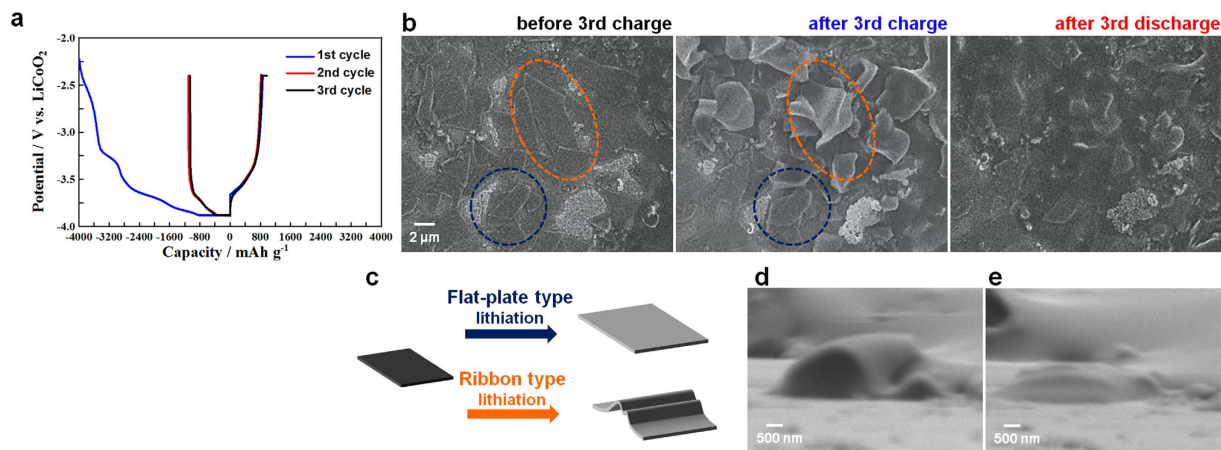 a
-2.0
-2.5
-3.0
-3.5
-4.0
Potential / V vs. LiCoO2
1st cycle
2nd cycle
3rd cycle
-4000 -3200 -2400 -1600 -800 0 800 1600 2400 3200 4000
Capacity / mAh g-1
b
before 3rd charge
after 3rd charge
after 3rd discharge
2 μm
c
Flat-plate type
lithiation
Ribbon type
lithiation
d
500 nm
e
500 nm